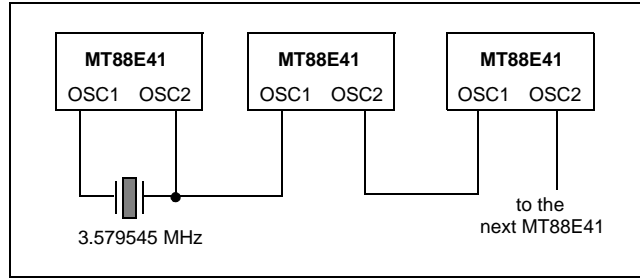 MT88E41 MT88E41 MT88E41
OSC1 OSC2 OSC1 OSC2 OSC1 OSC2
3.579545 MHz
to the
next MT88E41